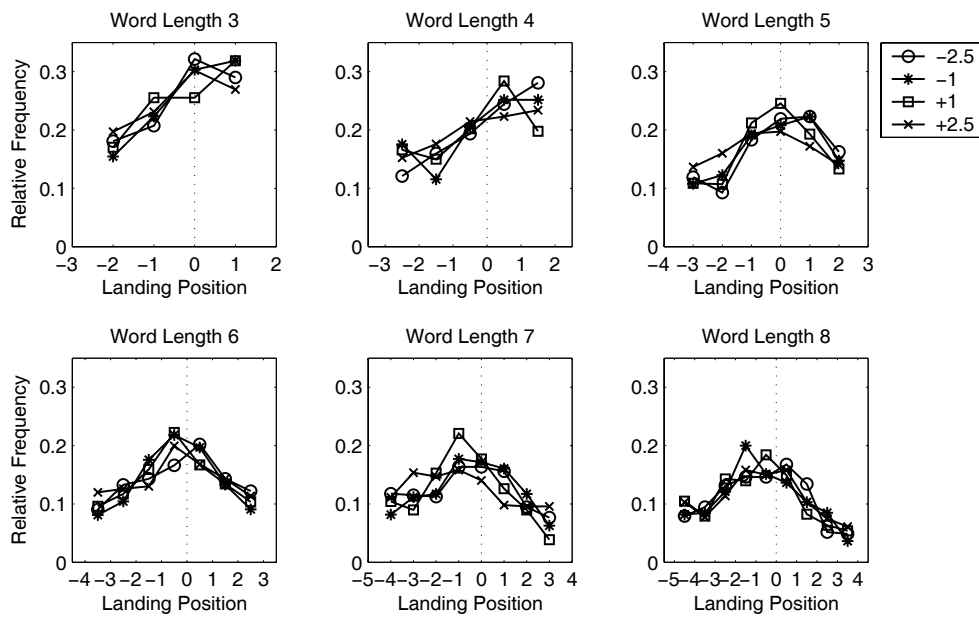 Word Length 3 Word Length 4 Word Length 5
Relative Frequency
0.3
0.2
0.1
0
−3 −2 −1 0 1 2
Landing Position
0.3
0.2
0.1
0
−3 −2 −1 0 1 2
Landing Position
0.3
0.2
0.1
0
−4 −3 −2 −1 0 1 2 3
Landing Position
−2.5
−1
+1
+2.5
Word Length 6 Word Length 7 Word Length 8
Relative Frequency
0.3
0.2
0.1
0
−4 −3 −2 −1 0 1 2 3
Landing Position
0.3
0.2
0.1
0
−5−4−3−2−1 0 1 2 3 4
Landing Position
0.3
0.2
0.1
0
−5−4−3−2−1 0 1 2 3 4
Landing Position